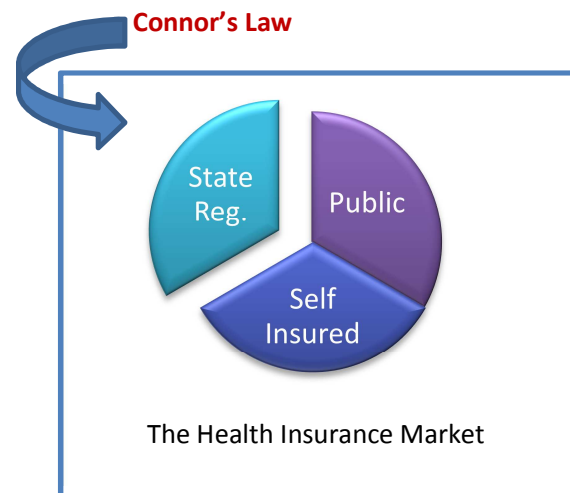 Connor’s Law
State
Reg.
Public
Self
Insured
The Health Insurance Market